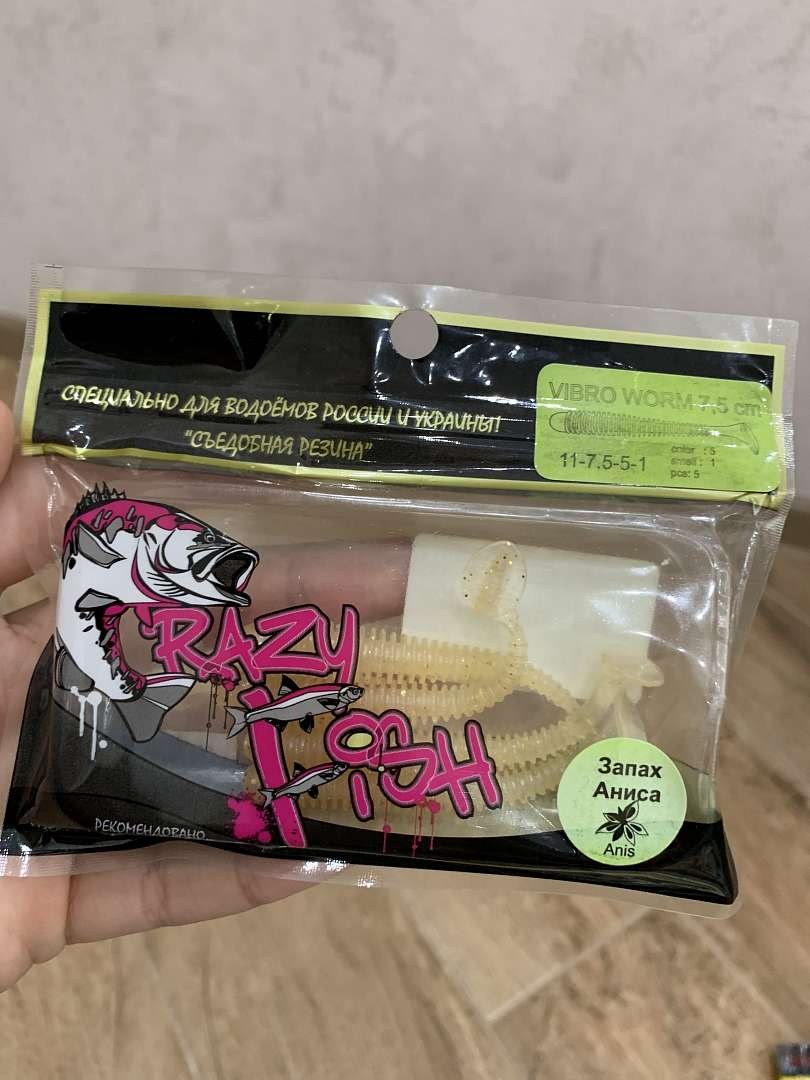 СПЕЦИАЛЬНО ДЛЯ ВОДОЁМОВ РОССИИ И УКРАИНЫ!
"СЪЕДОБНАЯ РЕЗИНА"
VIBRO WORM 7.5 cm
11-7.5-5-1
color : 5
smell : 1
pcs: 5
CRAZY
FISH
РЕКОМЕНДОВАНО
Запах
Аниса
Anis